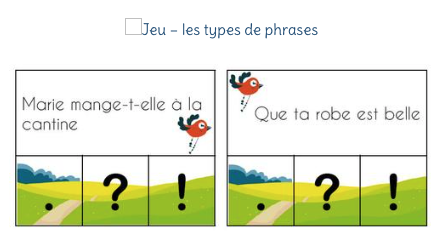 Jeu – les types de phrases
Marie mange-t-elle à la
cantine
. ? !
Que ta robe est belle
. ? !